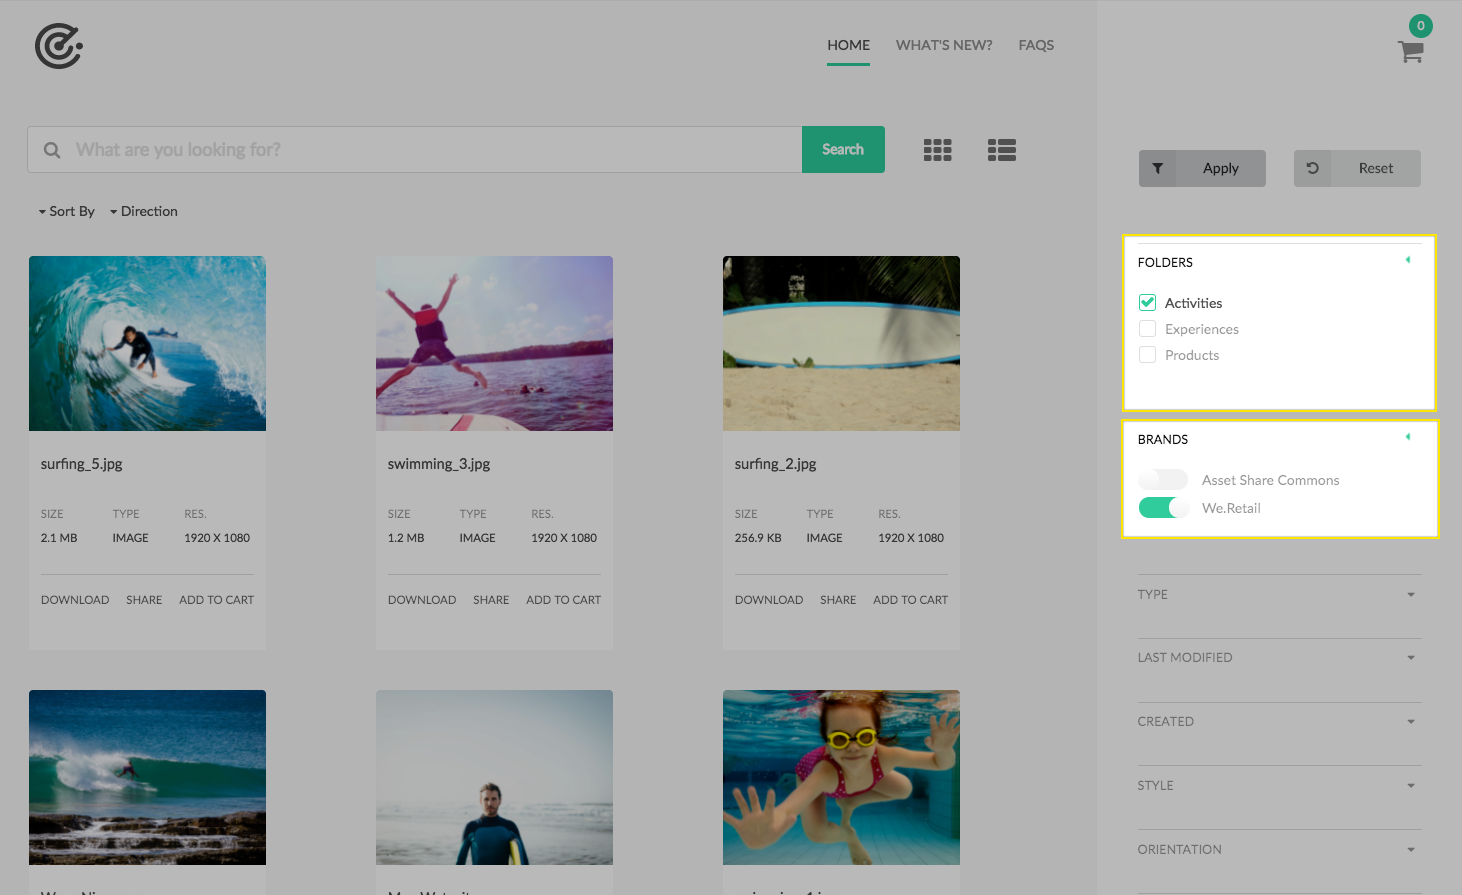 0
HOME WHAT'S NEW? FAQS
What are you looking for? Search
Apply Reset
Sort By Direction
FOLDERS
Activities
Experiences
Products
BRANDS
Asset Share Commons
We.Retail
TYPE
LAST MODIFIED
CREATED
STYLE
ORIENTATION
surfing_5.jpg
SIZE TYPE RES.
2.1 MB IMAGE 1920 X 1080
DOWNLOAD SHARE ADD TO CART
swimming_3.jpg
SIZE TYPE RES.
1.2 MB IMAGE 1920 X 1080
DOWNLOAD SHARE ADD TO CART
surfing_2.jpg
SIZE TYPE RES.
256.9 KB IMAGE 1920 X 1080
DOWNLOAD SHARE ADD TO CART